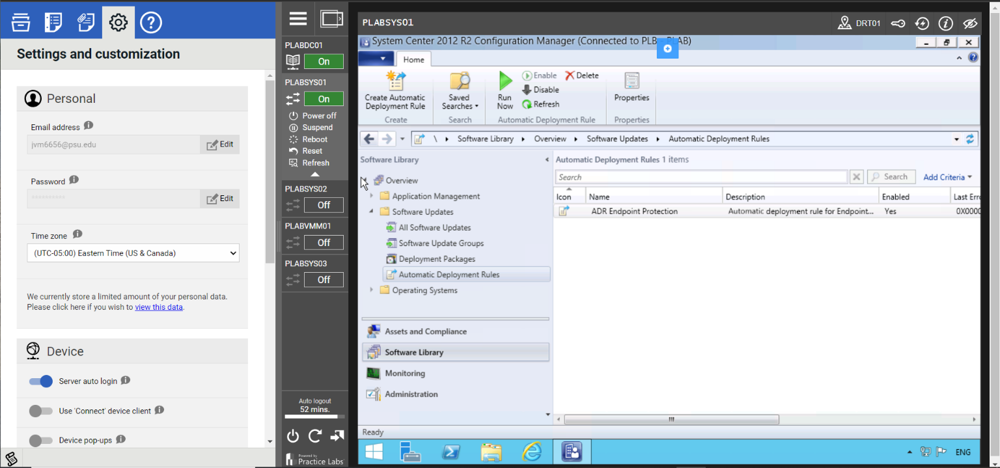 Settings and customization
Personal
Email address
jvm6656@psu.edu
Edit
Password
**********
Edit
Time zone
(UTC-05:00) Eastern Time (US & Canada)
We currently store a limited amount of your personal data.
Please click here if you wish to view this data.
Device
Server auto login
Use 'Connect' device client
Device pop-ups
PLABDC01
On
PLABSYS01
On
Power off
Suspend
Reboot
Reset
Refresh
PLABSYS02
Off
PLABVMM01
Off
PLABSYS03
Off
Auto logout
52 mins.
Powered by
Practice Labs
PLABSYS01
DRT01
System Center 2012 R2 Configuration Manager (Connected to PLB - PLAB)
Home
Create Automatic
Deployment Rule
Create
Saved
Searches
Search
Run
Now
Enable
Delete
Disable
Refresh
Automatic Deployment Rule
Properties
Properties
\ Software Library Overview Software Updates Automatic Deployment Rules
Software Library
Overview
Application Management
Software Updates
All Software Updates
Software Update Groups
Deployment Packages
Automatic Deployment Rules
Operating Systems
Assets and Compliance
Software Library
Monitoring
Administration
Automatic Deployment Rules 1 items
Search
Search
Add Criteria
Icon Name Description Enabled Last Erro
ADR Endpoint Protection Automatic deployment rule for Endpoint... Yes 0X0000
Ready
ENG